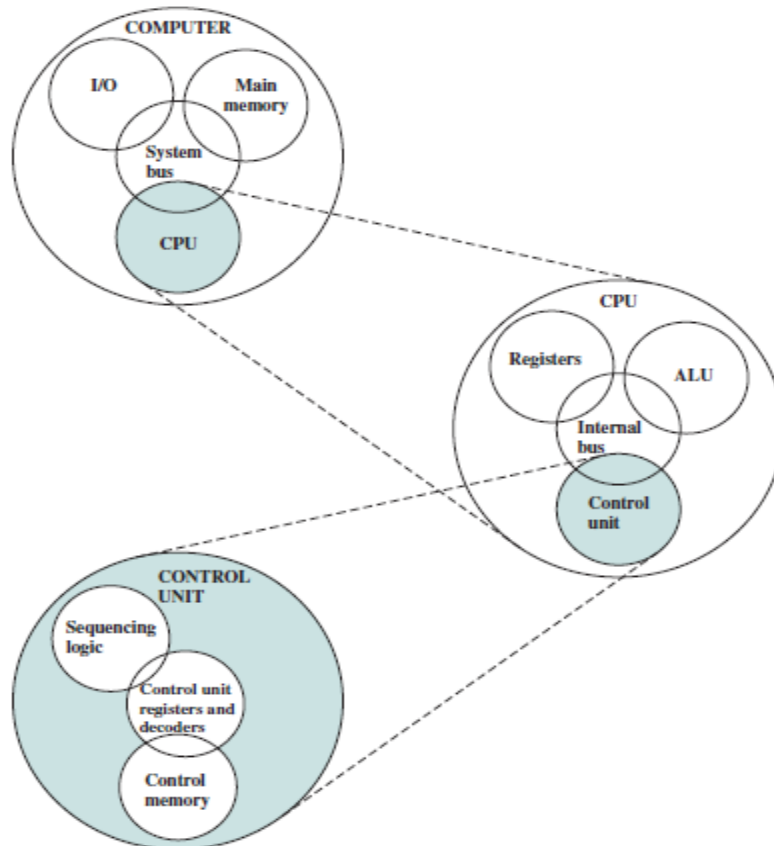 COMPUTER
I/O
Main
memory
System
bus
CPU
CPU
Registers
ALU
Internal
bus
Control
unit
CONTROL
UNIT
Sequencing
logic
Control unit
registers and
decoders
Control
memory